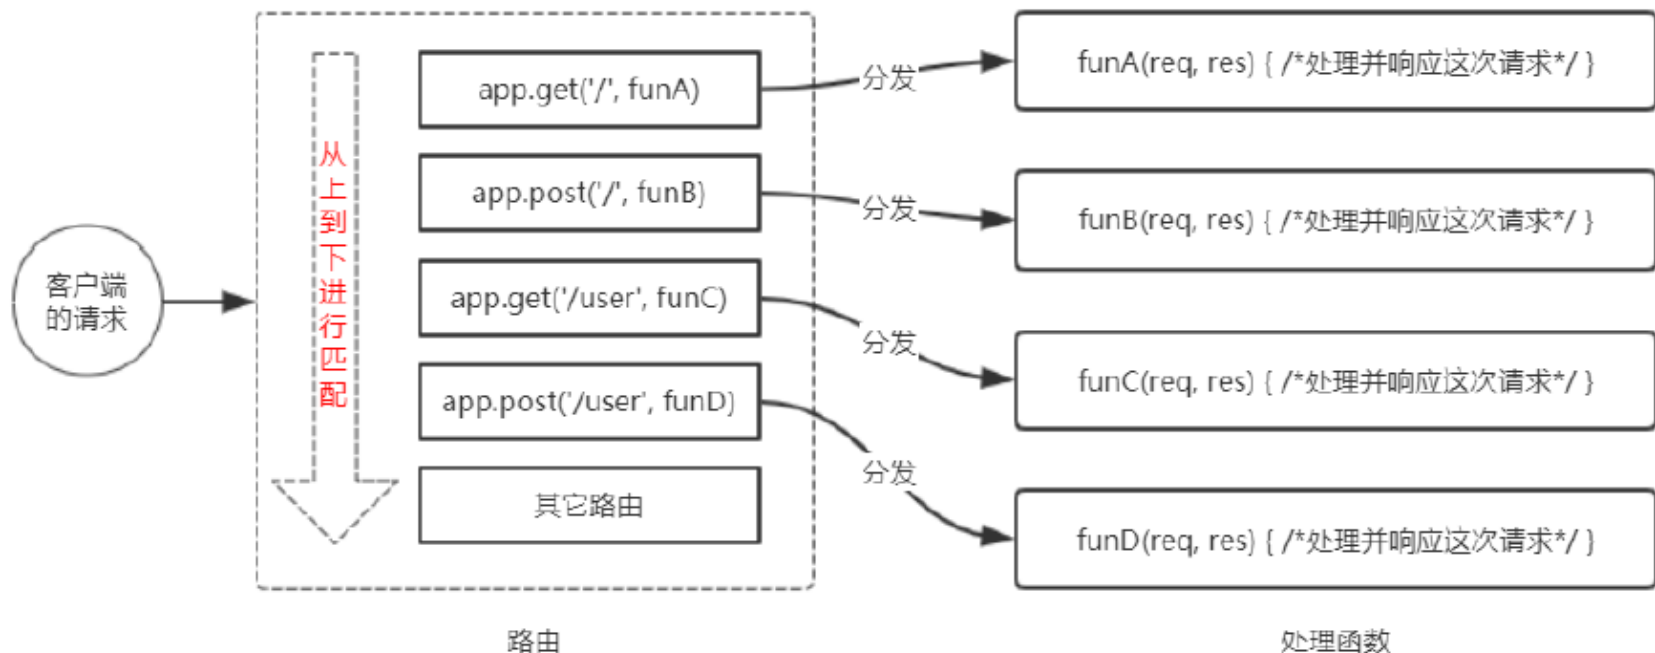 客户端
的请求
从上到下进行匹配
app.get('/', funA)
app.post('/', funB)
app.get('/user', funC)
app.post('/user', funD)
其它路由
分发
分发
分发
分发
funA(req, res) { /*处理并响应这次请求*/ }
funB(req, res) { /*处理并响应这次请求*/ }
funC(req, res) { /*处理并响应这次请求*/ }
funD(req, res) { /*处理并响应这次请求*/ }
路由
处理函数